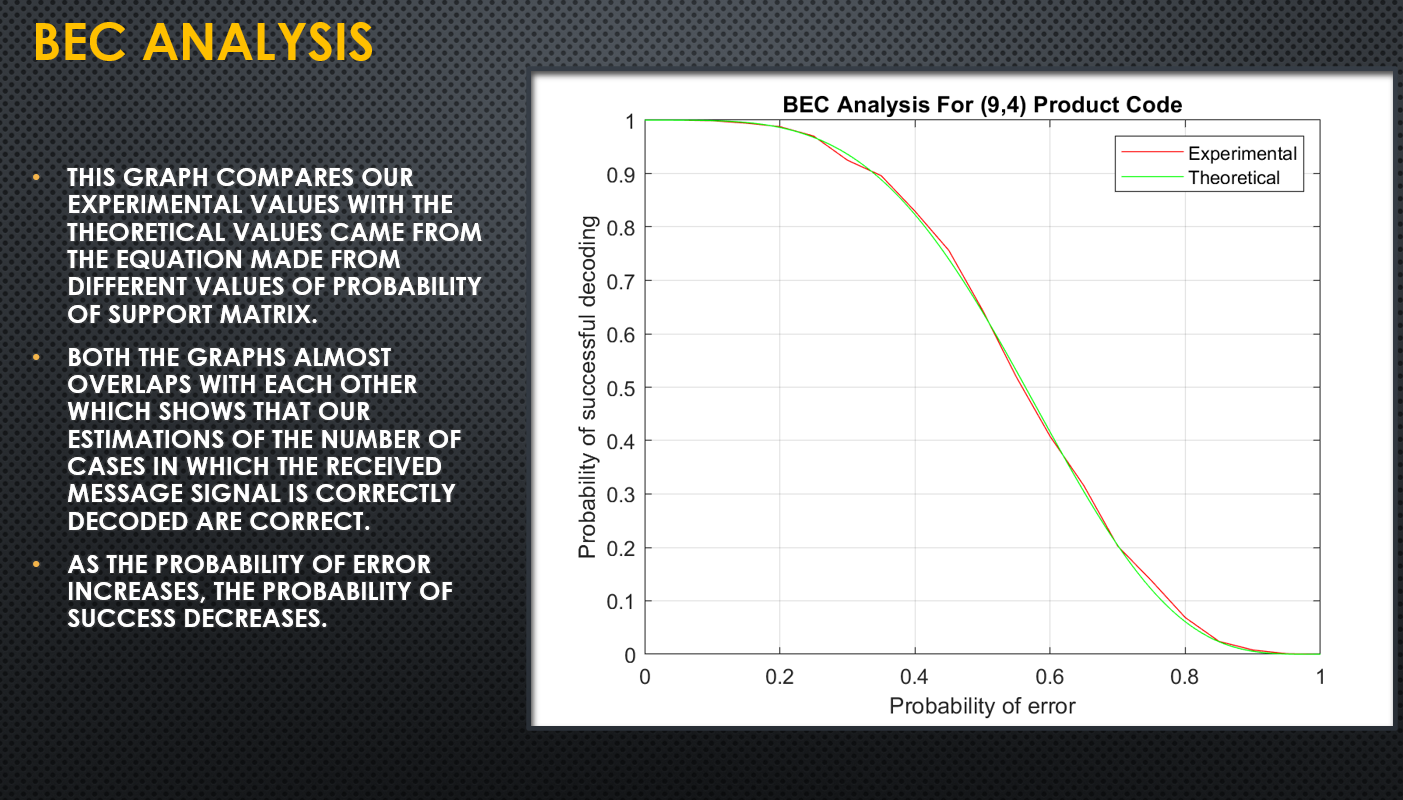 BEC ANALYSIS
• THIS GRAPH COMPARES OUR
EXPERIMENTAL VALUES WITH THE
THEORETICAL VALUES CAME FROM
THE EQUATION MADE FROM
DIFFERENT VALUES OF PROBABILITY
OF SUPPORT MATRIX.
• BOTH THE GRAPHS ALMOST
OVERLAPS WITH EACH OTHER
WHICH SHOWS THAT OUR
ESTIMATIONS OF THE NUMBER OF
CASES IN WHICH THE RECEIVED
MESSAGE SIGNAL IS CORRECTLY
DECODED ARE CORRECT.
• AS THE PROBABILITY OF ERROR
INCREASES, THE PROBABILITY OF
SUCCESS DECREASES.
BEC Analysis For (9,4) Product Code
Experimental
Theoretical
Probability of successful decoding
1
0.9
0.8
0.7
0.6
0.5
0.4
0.3
0.2
0.1
0
0 0.2 0.4 0.6 0.8 1
Probability of error